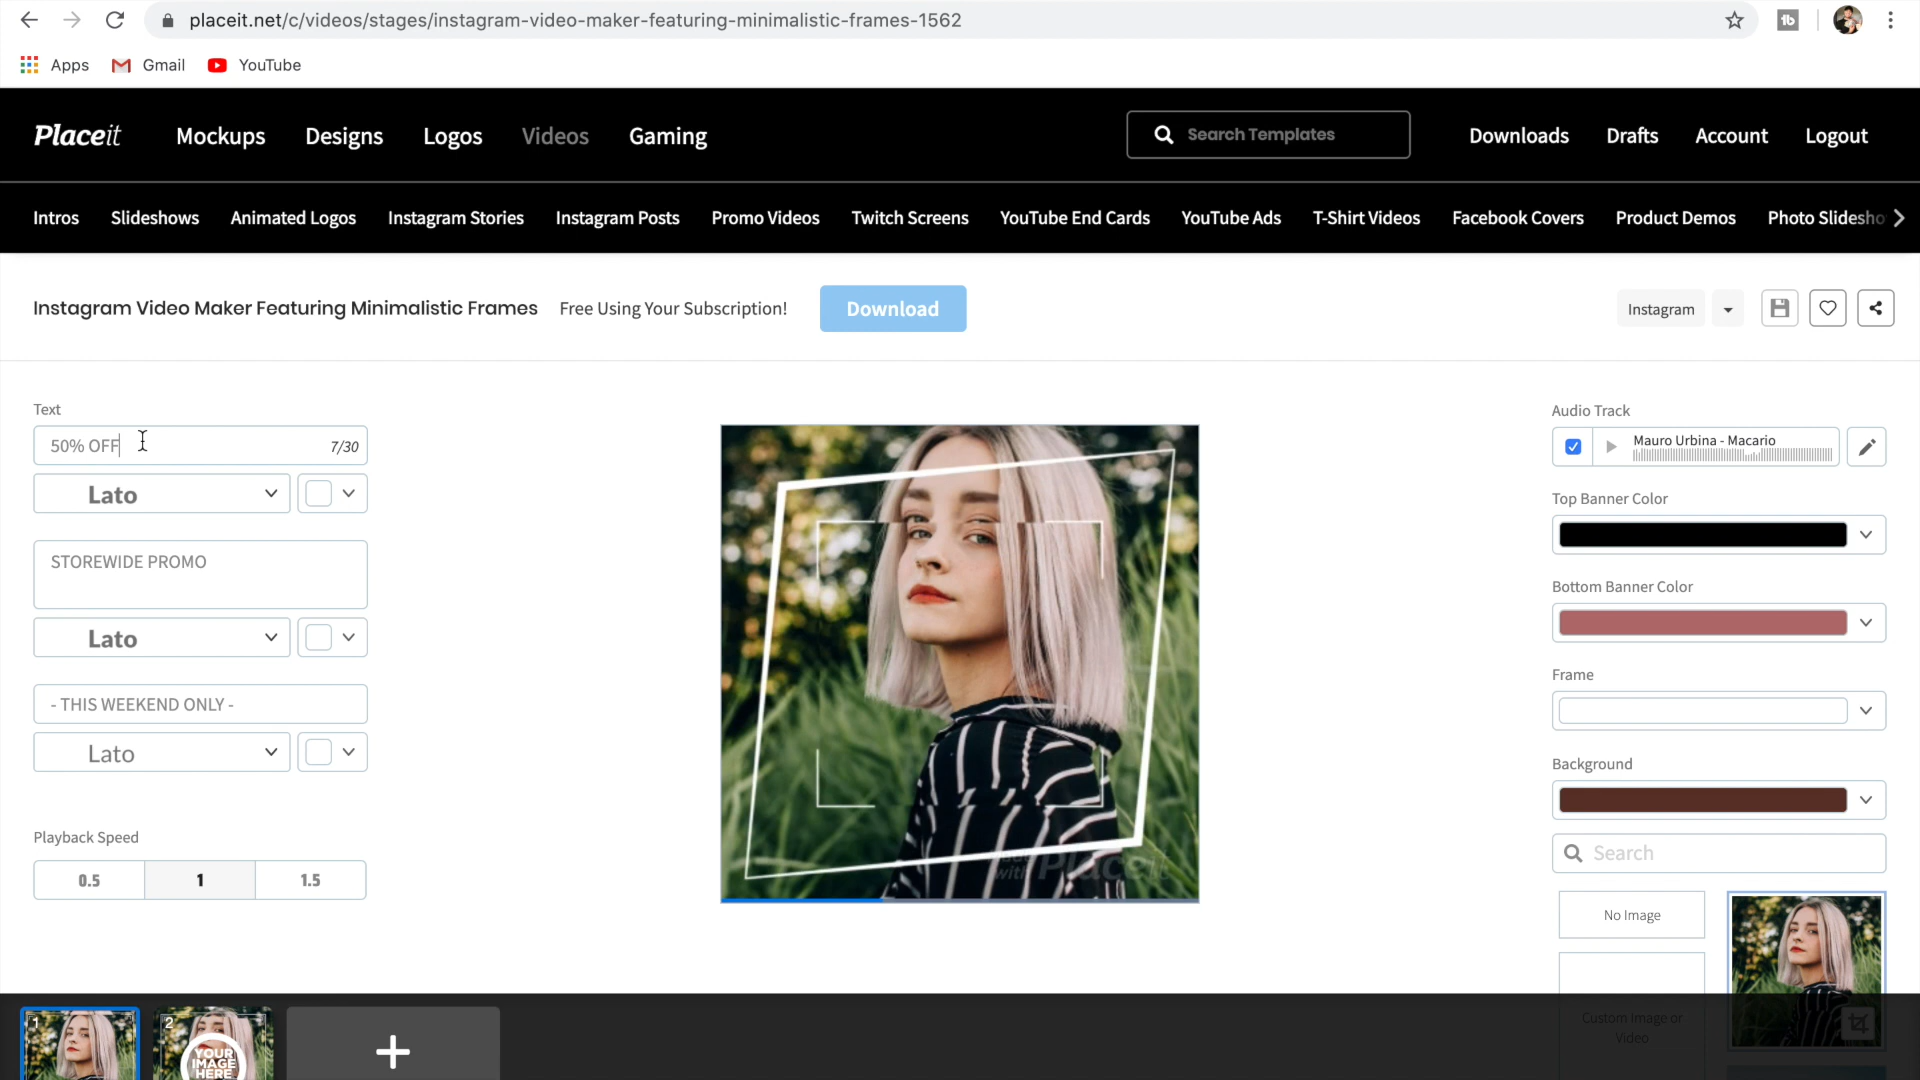 placeit.net/c/videos/stages/instagram-video-maker-featuring-minimalistic-frames-1562
Apps Gmail YouTube
Placeit Mockups Designs Logos Videos Gaming Search Templates Downloads Drafts Account Logout
Intros Slideshows Animated Logos Instagram Stories Instagram Posts Promo Videos Twitch Screens YouTube End Cards YouTube Ads T-Shirt Videos Facebook Covers Product Demos Photo Slidesho
Instagram Video Maker Featuring Minimalistic Frames Free Using Your Subscription! Download Instagram
Text
50% OFF 7/30
Lato
STOREWIDE PROMO
Lato
- THIS WEEKEND ONLY -
Lato
Playback Speed
0.5 1 1.5
with Placeit
Audio Track
Mauro Urbina - Macario
Top Banner Color
Bottom Banner Color
Frame
Background
Search
No Image
Custom Image or
Video
1 2
YOUR
IMAGE
HERE